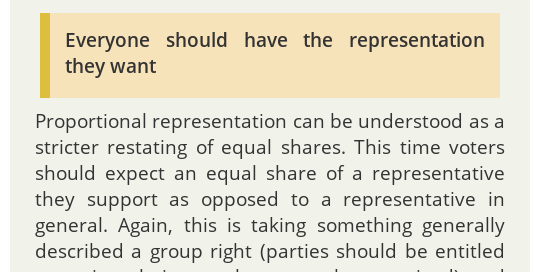 Everyone should have the representation
they want
Proportional representation can be understood as a
stricter restating of equal shares. This time voters
should expect an equal share of a representative
they support as opposed to a representative in
general. Again, this is taking something generally
described a group right (parties should be entitled